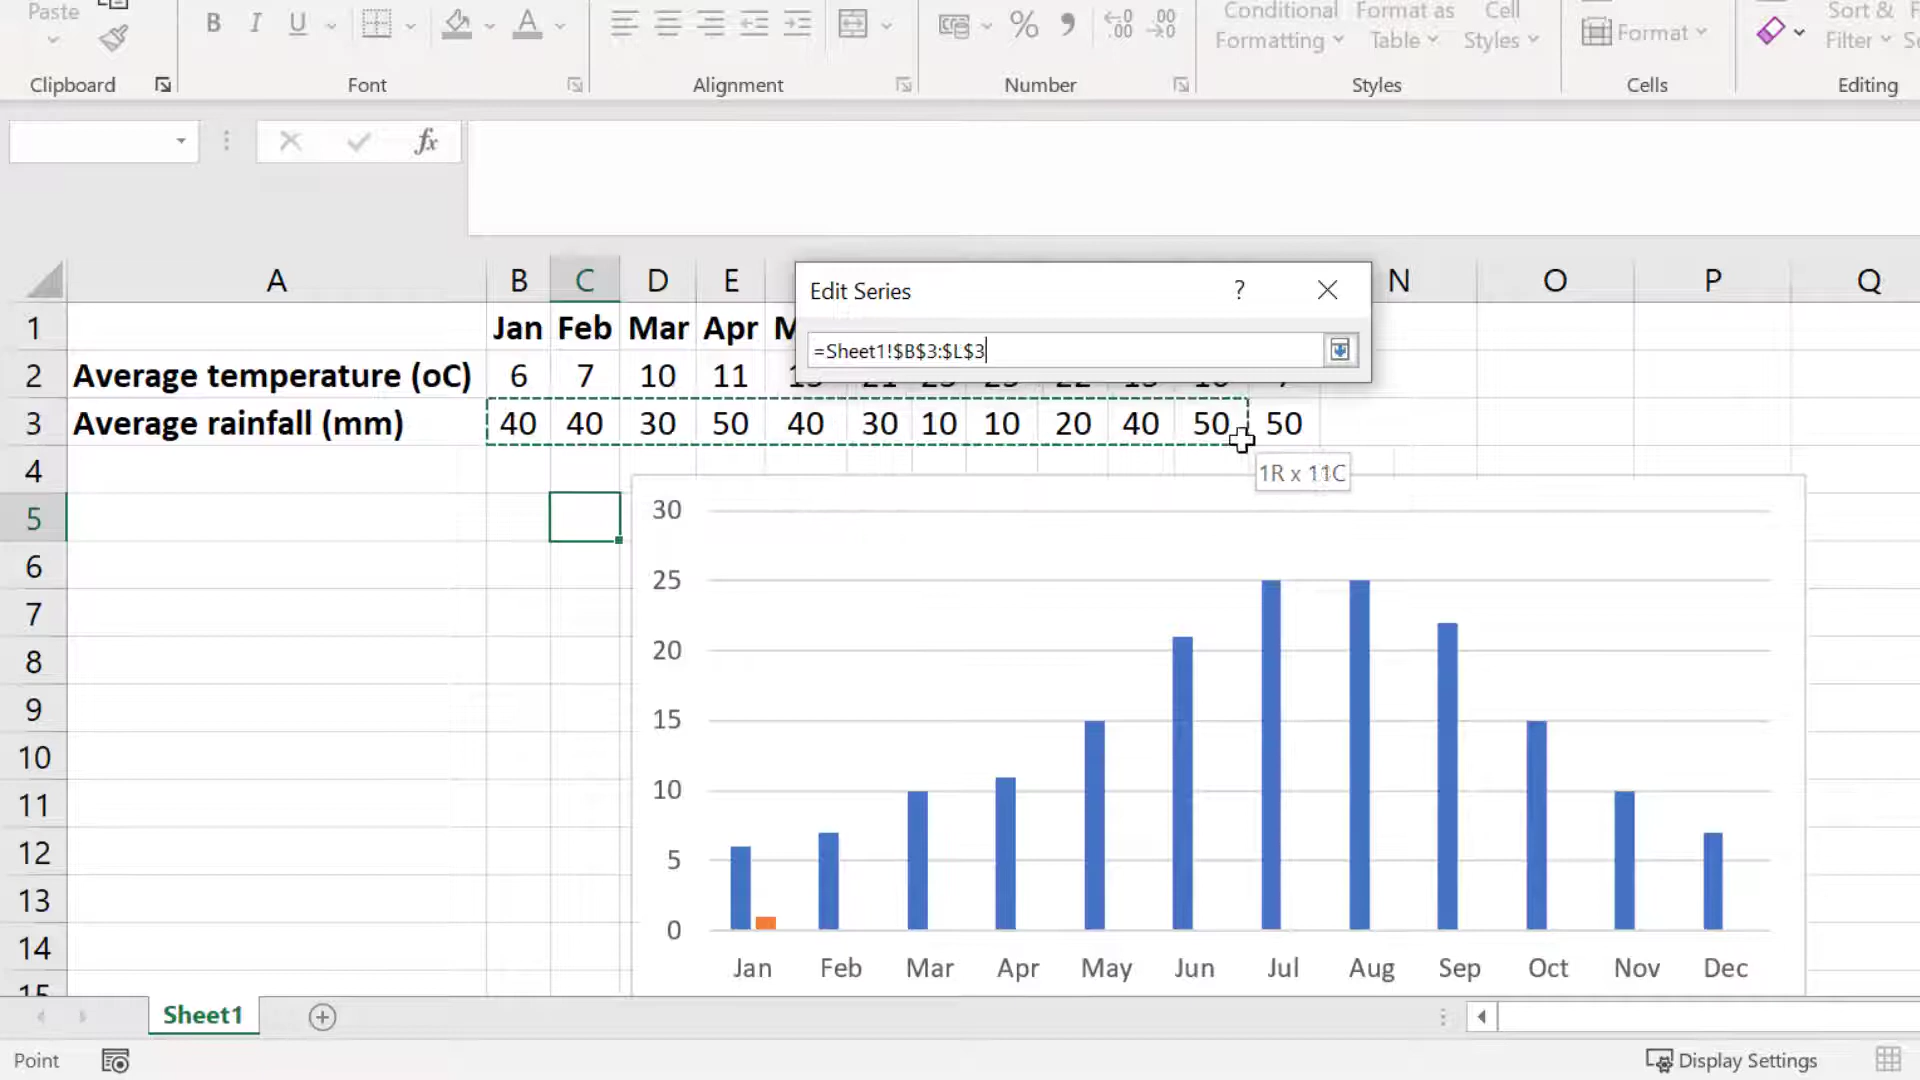 Paste
B I U A
% 9 .00
Conditional Formatting
Format as Table
Cell Styles
Format
Sort & Filter
Clipboard Font Alignment Number Styles Cells Editing
fx
A B C D E N O P Q
Edit Series ? 
=Sheet1!$B$3:$L$3
1 Jan Feb Mar Apr
2 Average temperature (oC) 6 7 10 11
3 Average rainfall (mm) 40 40 30 50 40 30 10 10 20 40 50 50
1R x 11C
4
5
6
7
8
9
10
11
12
13
14
15
30
25
20
15
10
5
0
Jan Feb Mar Apr May Jun Jul Aug Sep Oct Nov Dec
Sheet1
Point
Display Settings